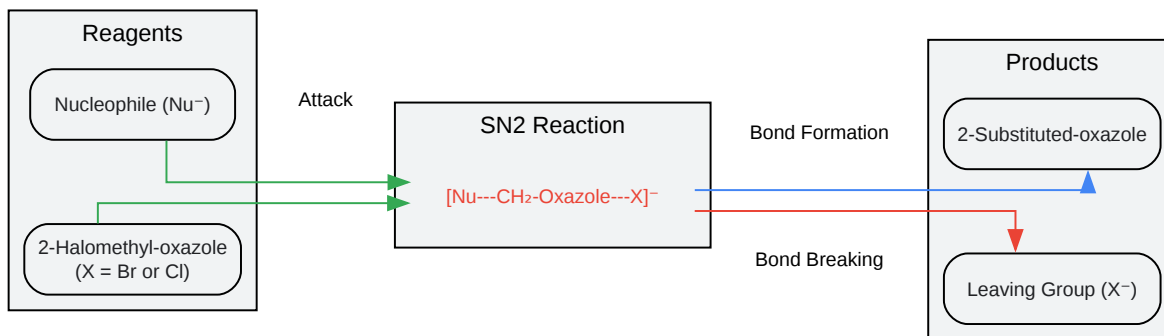 Reagents
Nucleophile (Nu⁻)
2-Halomethyl-oxazole
(X = Br or Cl)
Attack
SN2 Reaction
[Nu---CH₂-Oxazole---X]⁻
Bond Formation
Bond Breaking
Products
2-Substituted-oxazole
Leaving Group (X⁻)